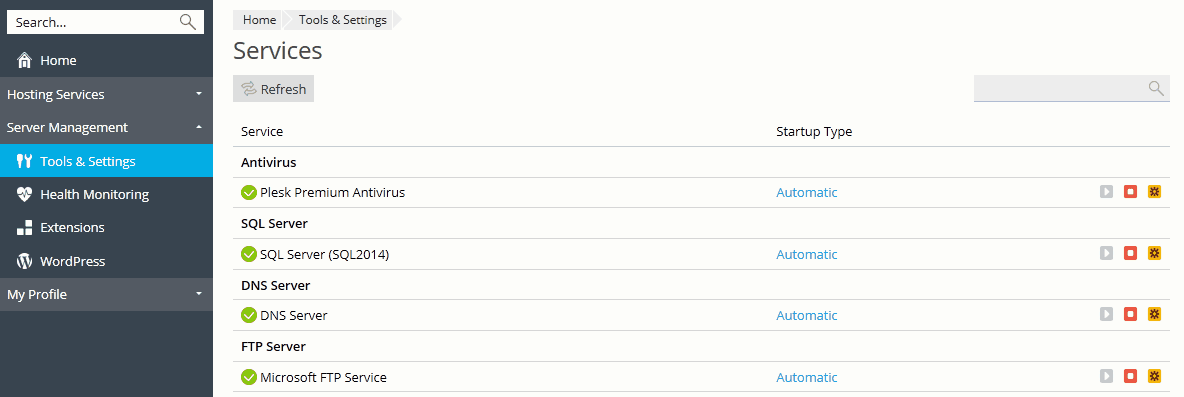 Search...
Home
Hosting Services
Server Management
Tools & Settings
Health Monitoring
Extensions
WordPress
My Profile
Home Tools & Settings
Services
Refresh
Service Startup Type
Antivirus
Plesk Premium Antivirus Automatic
SQL Server
SQL Server (SQL2014) Automatic
DNS Server
DNS Server Automatic
FTP Server
Microsoft FTP Service Automatic